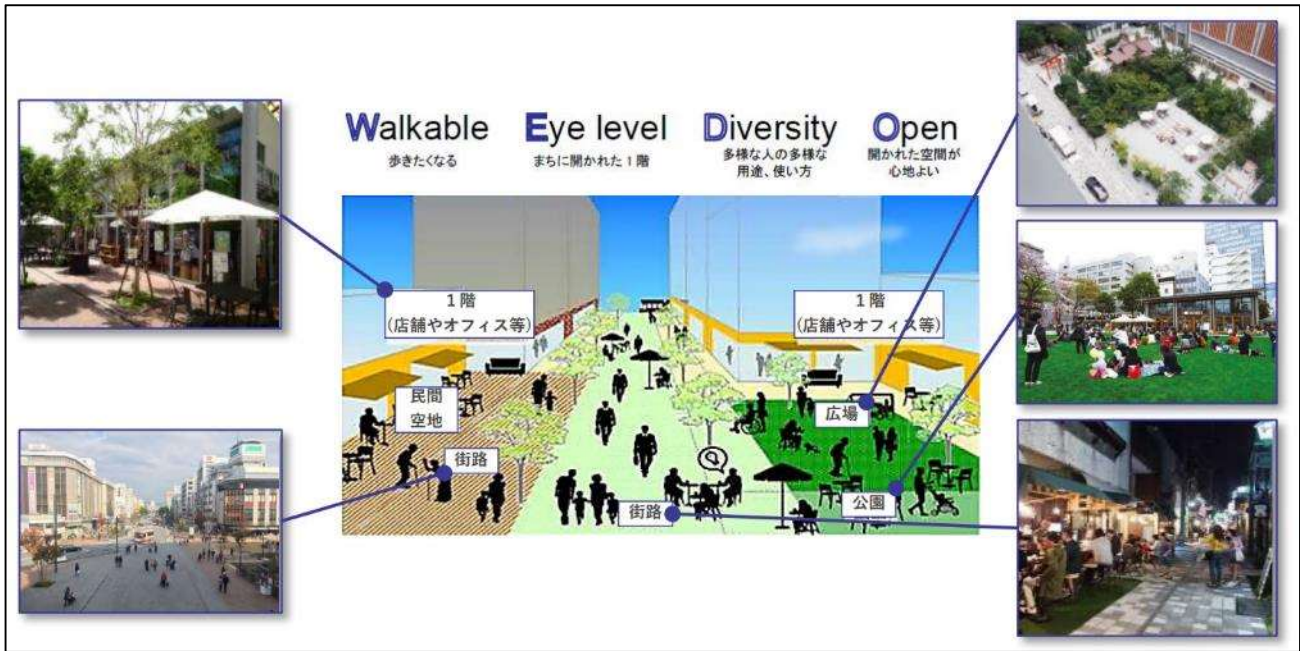 Walkable
歩きたくなる
Eye level
まちに開かれた1階
Diversity
多様な人の多様な
用途、使い方
Open
開かれた空間が
心地よい
1階
(店舗やオフィス等)
1階
(店舗やオフィス等)
民間
空地
広場
街路
公園
街路